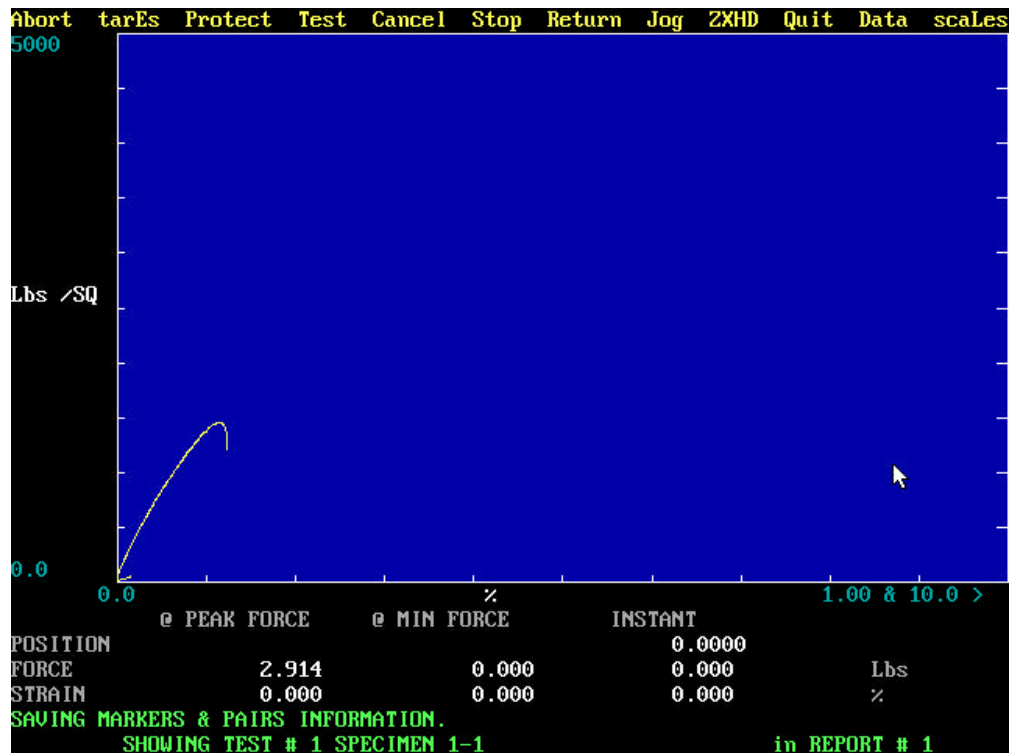 Abort tarEs Protect Test Cancel Stop Return Jog ZXHD Quit Data scaLes
5000
Lbs /SQ
0.0
0.0 % 1.00 & 10.0 >
@ PEAK FORCE @ MIN FORCE INSTANT
POSITION 0.0000
FORCE 2.914 0.000 0.000 Lbs
STRAIN 0.000 0.000 0.000 %
SAVING MARKERS & PAIRS INFORMATION.
SHOWING TEST # 1 SPECIMEN 1-1 in REPORT # 1